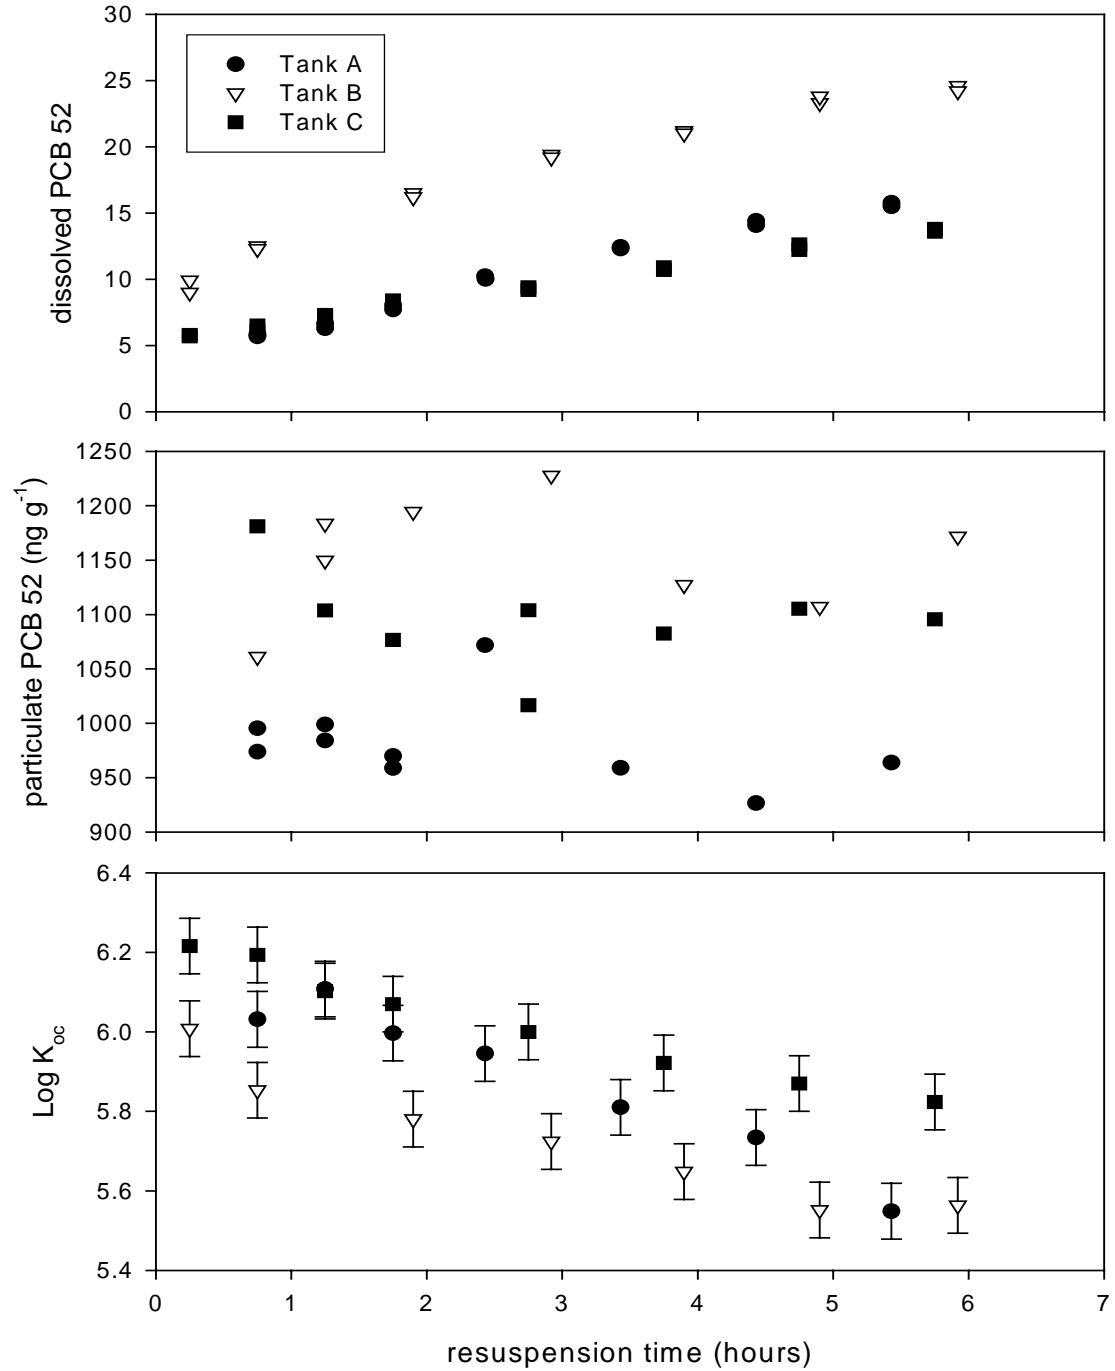 30
25
20
15
10
5
0
dissolved PCB 52
Tank A
Tank B
Tank C
1250
1200
1150
1100
1050
1000
950
900
particulate PCB 52 (ng g⁻¹)
6.4
6.2
6.0
5.8
5.6
5.4
Log Koc
0 1 2 3 4 5 6 7
resuspension time (hours)